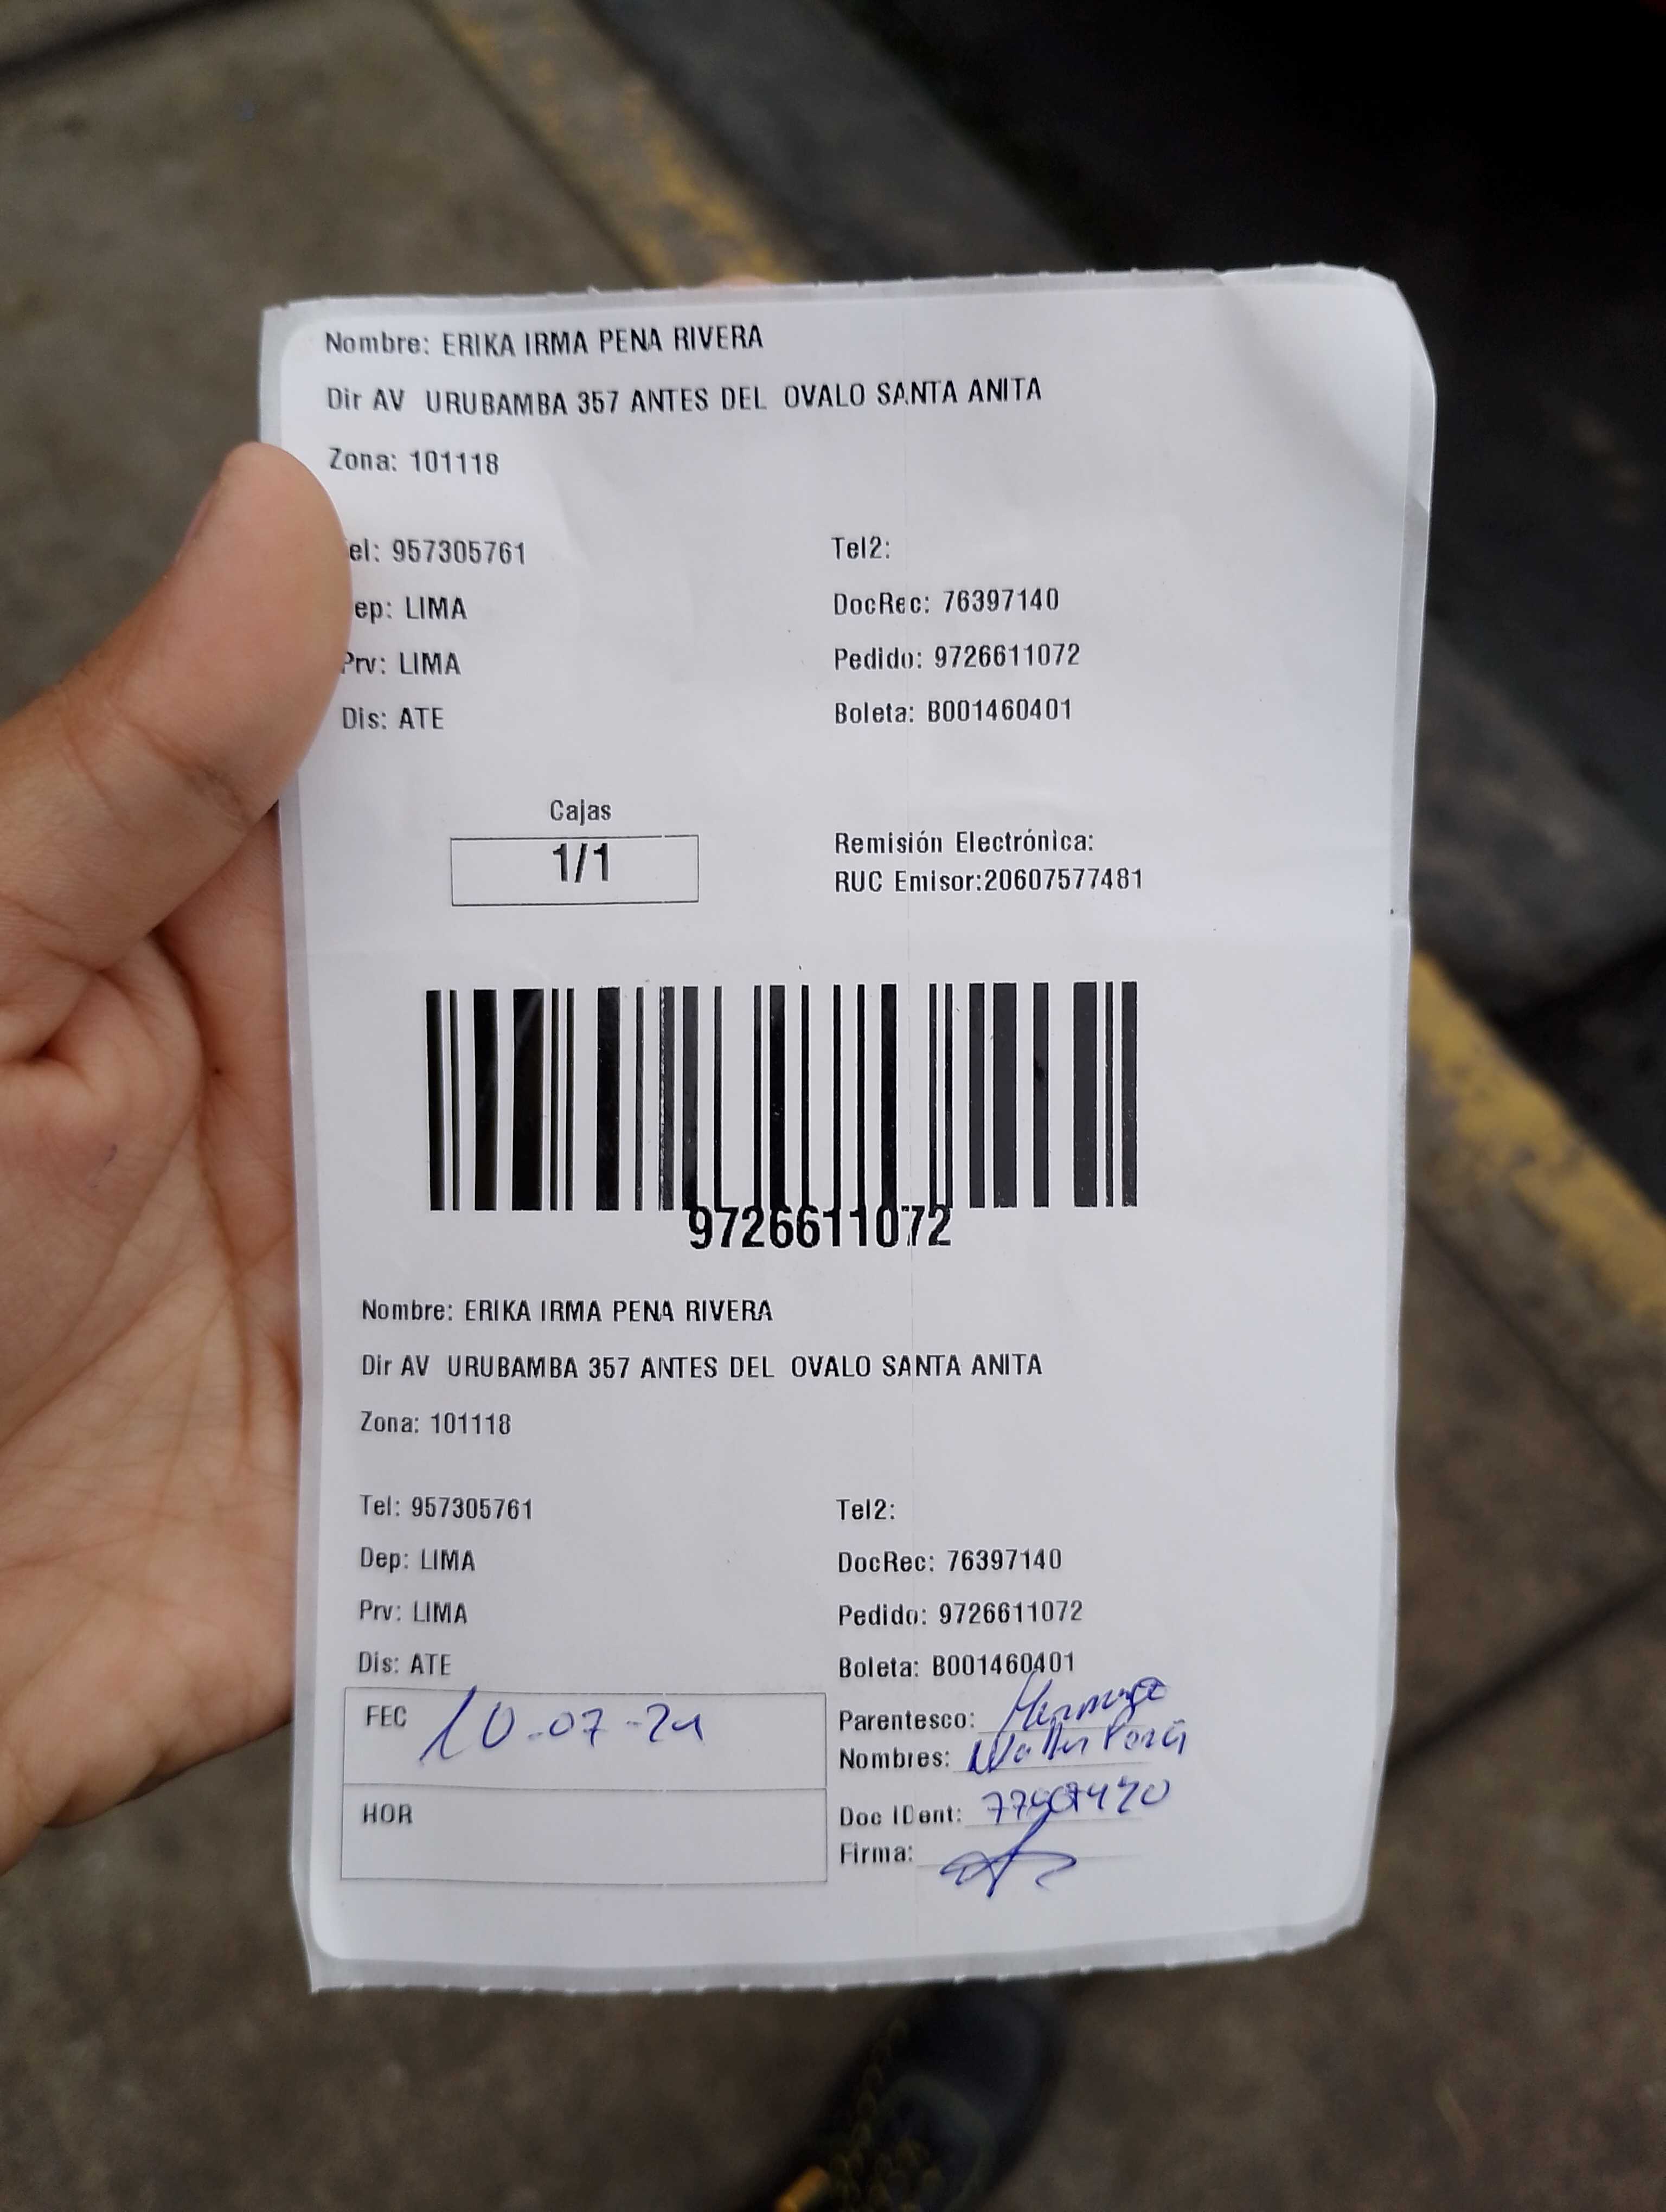 Nombre: ERIKA IRMA PENA RIVERA
Dir AV URUBAMBA 357 ANTES DEL OVALO SANTA ANITA
Zona: 101118
el: 957305761 Tel2:
ep: LIMA DocRec: 76397140
Prv: LIMA Pedido: 9726611072
Dis: ATE Boleta: B001460401
Cajas
1/1
Remisión Electrónica:
RUC Emisor:20607577481
9726611072
Nombre: ERIKA IRMA PENA RIVERA
Dir AV URUBAMBA 357 ANTES DEL OVALO SANTA ANITA
Zona: 101118
Tel: 957305761 Tel2:
Dep: LIMA DocRec: 76397140
Prv: LIMA Pedido: 9726611072
Dis: ATE Boleta: B001460401
FEC 10-07-24
Parentesco:
Nombres: Walter
HOR
Doc IDent:
Firma: